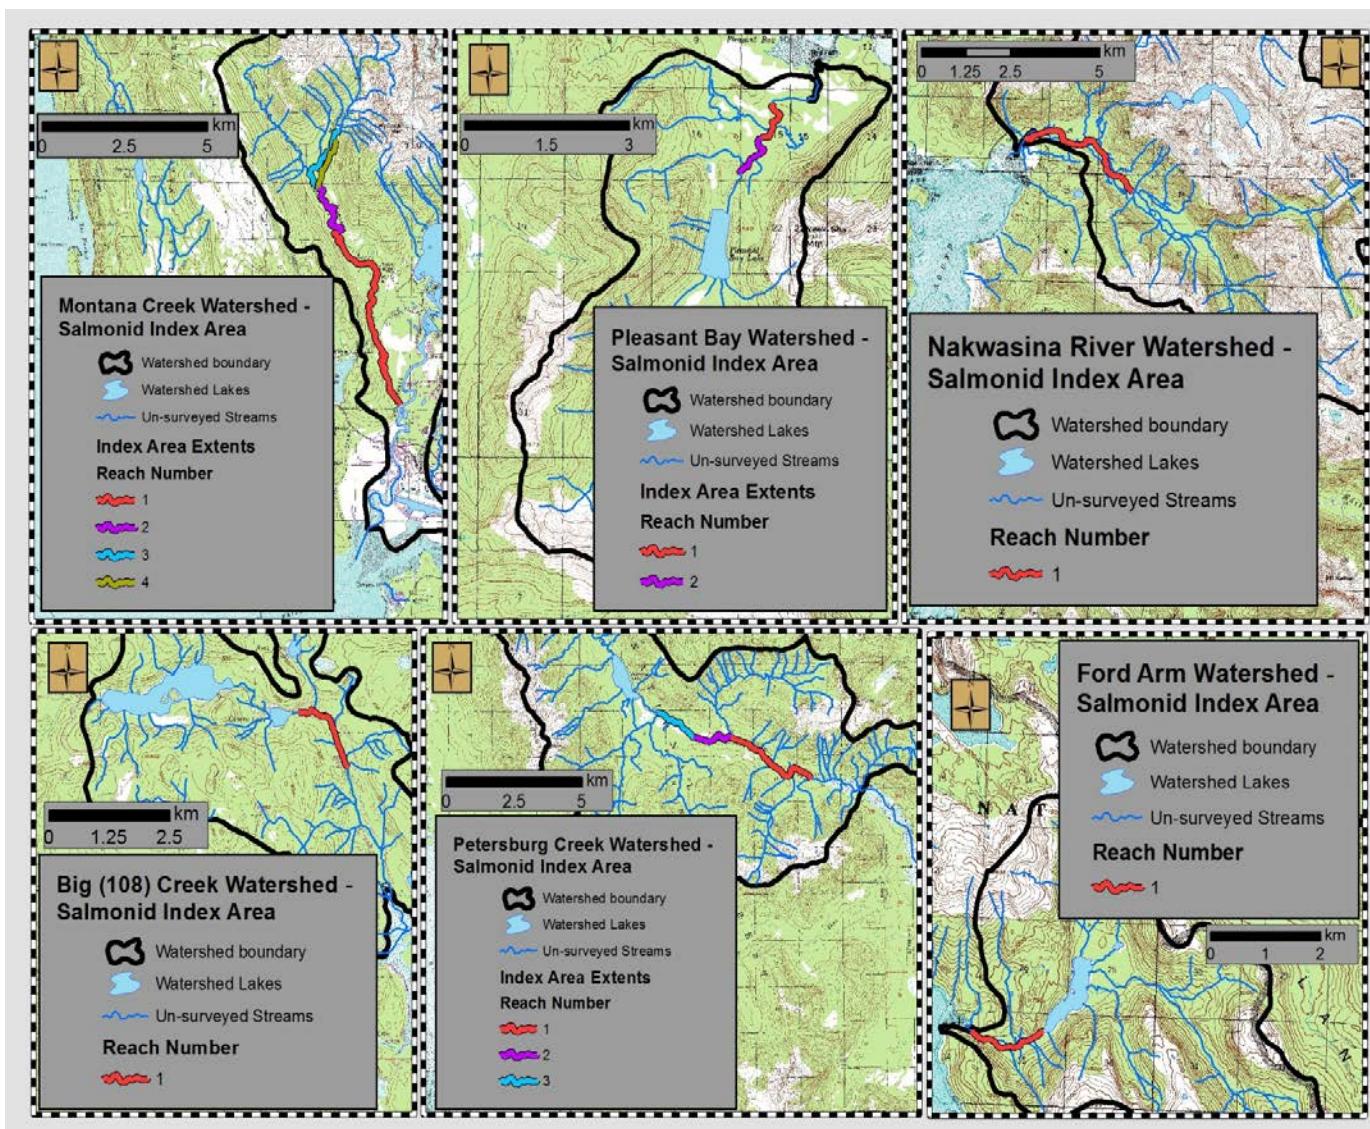 N
km
2.5
5
Montana Creek Watershed -
Salmonid Index Area
Watershed boundary
Watershed Lakes
Un-surveyed Streams
Index Area Extents
Reach Number
1
2
3
4
N
km
0
1.5
3
Pleasant Bay Watershed -
Salmonid Index Area
Watershed boundary
Watershed Lakes
Un-surveyed Streams
Index Area Extents
Reach Number
1
2
km
0
1.25
2.5
5
N
Nakwasina River Watershed -
Salmonid Index Area
Watershed boundary
Watershed Lakes
Un-surveyed Streams
Reach Number
1
N
km
0
1.25
2.5
Big (108) Creek Watershed -
Salmonid Index Area
Watershed boundary
Watershed Lakes
Un-surveyed Streams
Reach Number
1
N
km
0
2.5
5
Petersburg Creek Watershed -
Salmonid Index Area
Watershed boundary
Watershed Lakes
Un-surveyed Streams
Index Area Extents
Reach Number
1
2
3
N
N A T
Ford Arm Watershed -
Salmonid Index Area
Watershed boundary
Watershed Lakes
Un-surveyed Streams
Reach Number
1
km
0
1
2